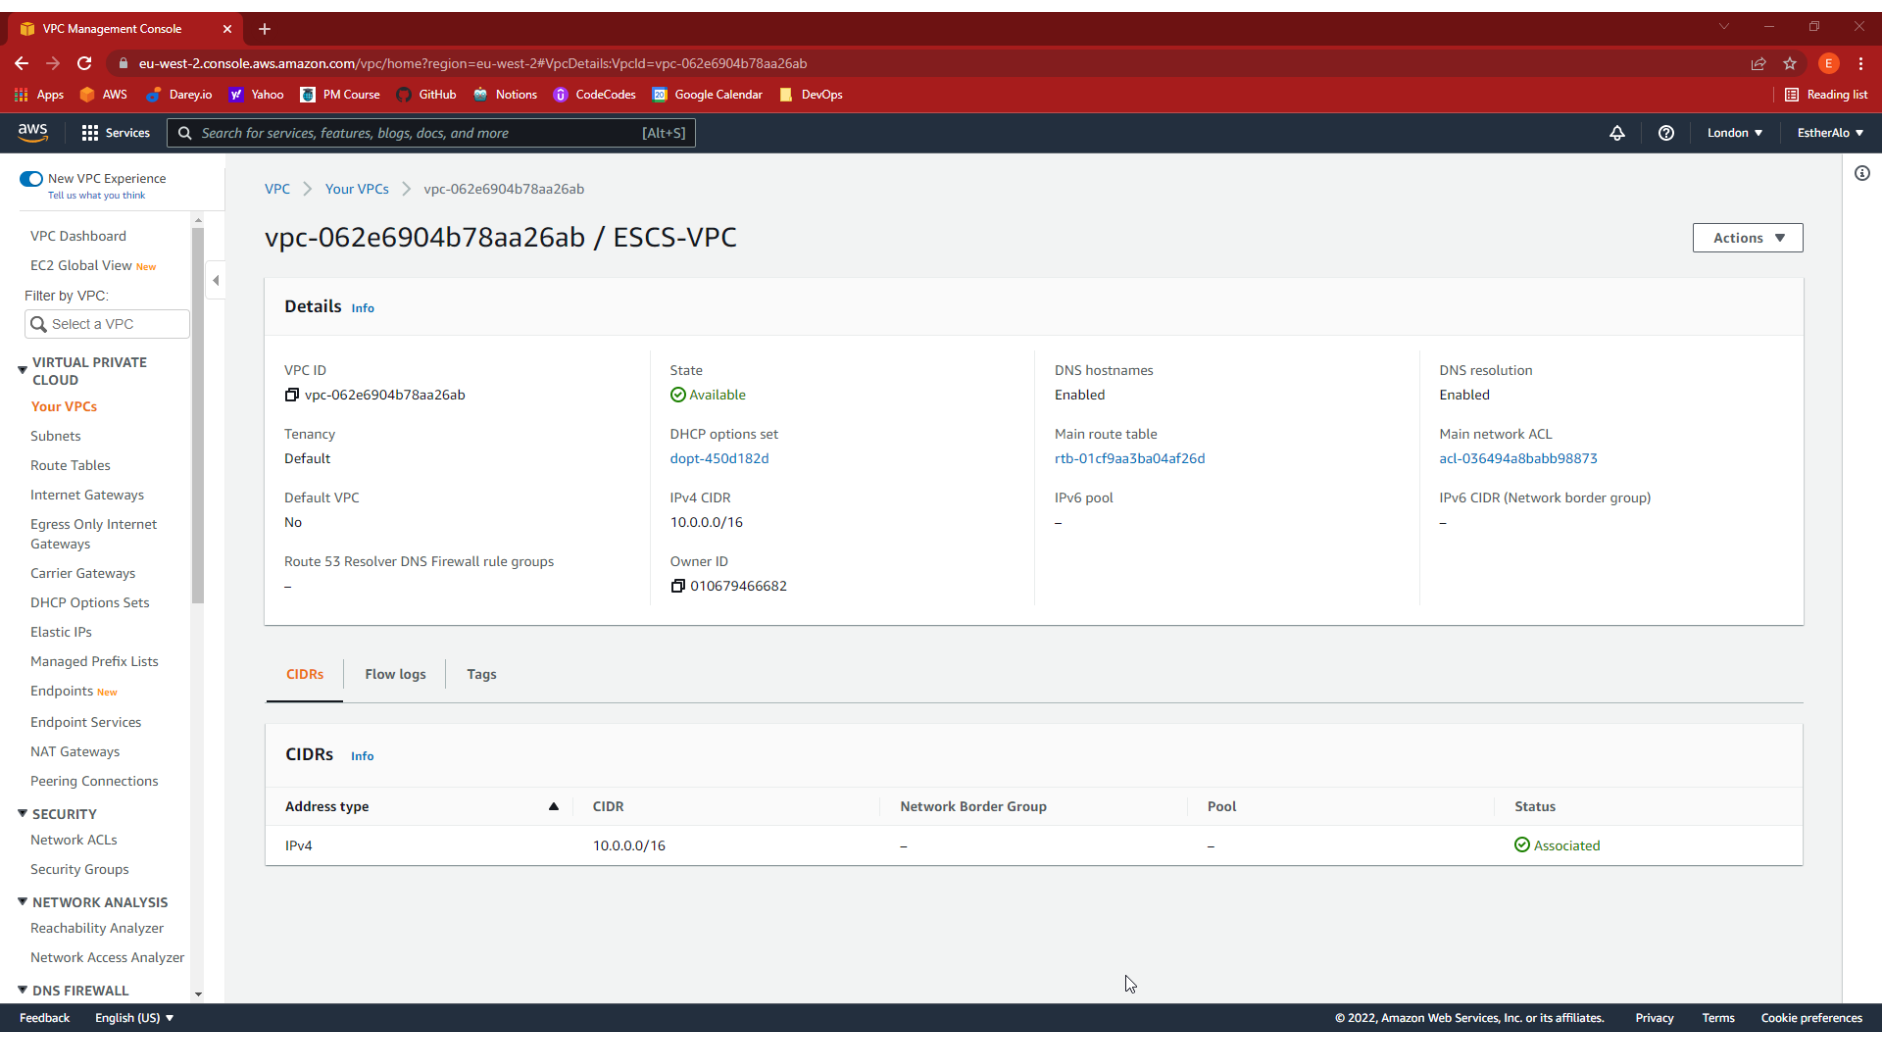 VPC Management Console
eu-west-2.console.aws.amazon.com/vpc/home?region=eu-west-2#VpcDetails:VpcId=vpc-062e6904b78aa26ab
E
Apps AWS Darey.io Yahoo PM Course GitHub Notions CodeCodes Google Calendar DevOps Reading list
aws Services Search for services, features, blogs, docs, and more [Alt+S] London ▼ EstherAlo ▼
New VPC Experience
Tell us what you think
VPC Dashboard
EC2 Global View New
Filter by VPC:
Select a VPC
VIRTUAL PRIVATE
CLOUD
Your VPCs
Subnets
Route Tables
Internet Gateways
Egress Only Internet
Gateways
Carrier Gateways
DHCP Options Sets
Elastic IPs
Managed Prefix Lists
Endpoints New
Endpoint Services
NAT Gateways
Peering Connections
SECURITY
Network ACLs
Security Groups
NETWORK ANALYSIS
Reachability Analyzer
Network Access Analyzer
DNS FIREWALL
VPC > Your VPCs > vpc-062e6904b78aa26ab
vpc-062e6904b78aa26ab / ESCS-VPC
Actions ▼
Details Info
VPC ID
vpc-062e6904b78aa26ab
State
Available
DNS hostnames
Enabled
DNS resolution
Enabled
Tenancy
Default
DHCP options set
dopt-450d182d
Main route table
rtb-01cf9aa3ba04af26d
Main network ACL
acl-036494a8babb98873
Default VPC
No
IPv4 CIDR
10.0.0.0/16
IPv6 pool
–
IPv6 CIDR (Network border group)
–
Route 53 Resolver DNS Firewall rule groups
–
Owner ID
010679466682
CIDRs Flow logs Tags
CIDRs Info
Address type CIDR Network Border Group Pool Status
IPv4 10.0.0.0/16 – – Associated
Feedback English (US) ▼ © 2022, Amazon Web Services, Inc. or its affiliates. Privacy Terms Cookie preferences